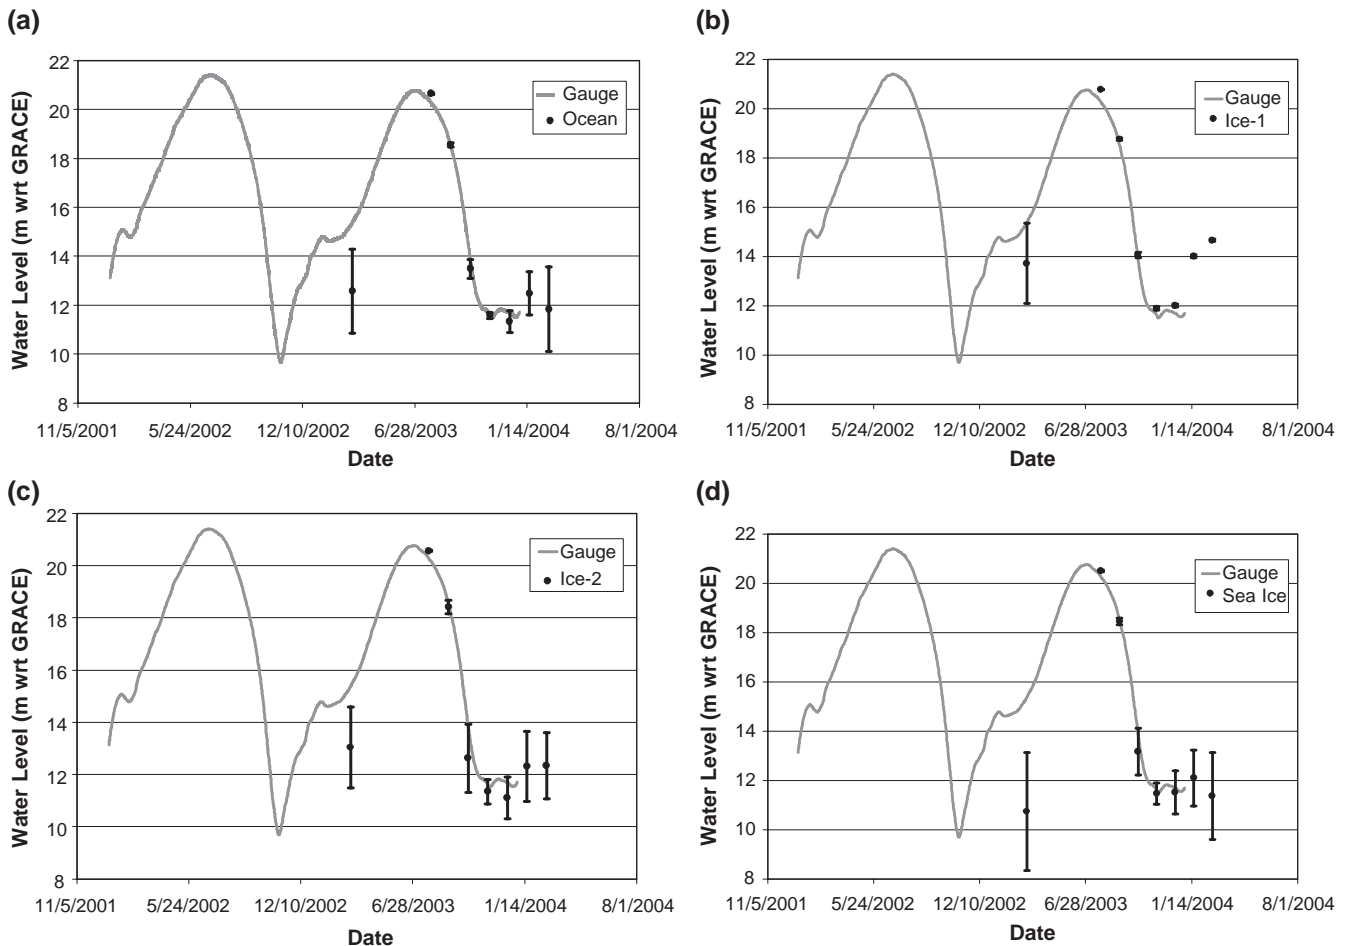 (a)
Water Level (m wrt GRACE)
22
20
18
16
14
12
10
8
Gauge
Ocean
11/5/2001 5/24/2002 12/10/2002 6/28/2003 1/14/2004 8/1/2004
Date
(b)
Water Level (m wrt GRACE)
22
20
18
16
14
12
10
8
Gauge
Ice-1
11/5/2001 5/24/2002 12/10/2002 6/28/2003 1/14/2004 8/1/2004
Date
(c)
Water Level (m wrt GRACE)
22
20
18
16
14
12
10
8
Gauge
Ice-2
11/5/2001 5/24/2002 12/10/2002 6/28/2003 1/14/2004 8/1/2004
Date
(d)
Water Level (m wrt GRACE)
22
20
18
16
14
12
10
8
Gauge
Sea Ice
11/5/2001 5/24/2002 12/10/2002 6/28/2003 1/14/2004 8/1/2004
Date